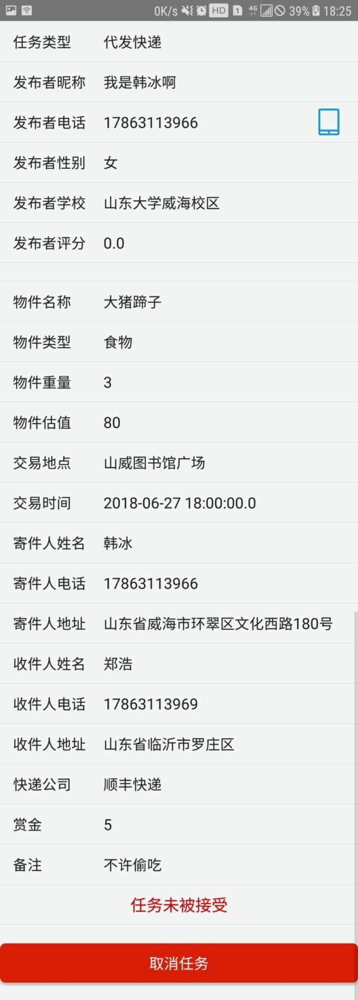 0K/s HD 1 4G 39% 18:25
任务类型 代发快递
发布者昵称 我是韩冰啊
发布者电话 17863113966
发布者性别 女
发布者学校 山东大学威海校区
发布者评分 0.0
物件名称 大猪蹄子
物件类型 食物
物件重量 3
物件估值 80
交易地点 山威图书馆广场
交易时间 2018-06-27 18:00:00.0
寄件人姓名 韩冰
寄件人电话 17863113966
寄件人地址 山东省威海市环翠区文化西路180号
收件人姓名 郑浩
收件人电话 17863113969
收件人地址 山东省临沂市罗庄区
快递公司 顺丰快递
赏金 5
备注 不许偷吃
任务未被接受
取消任务